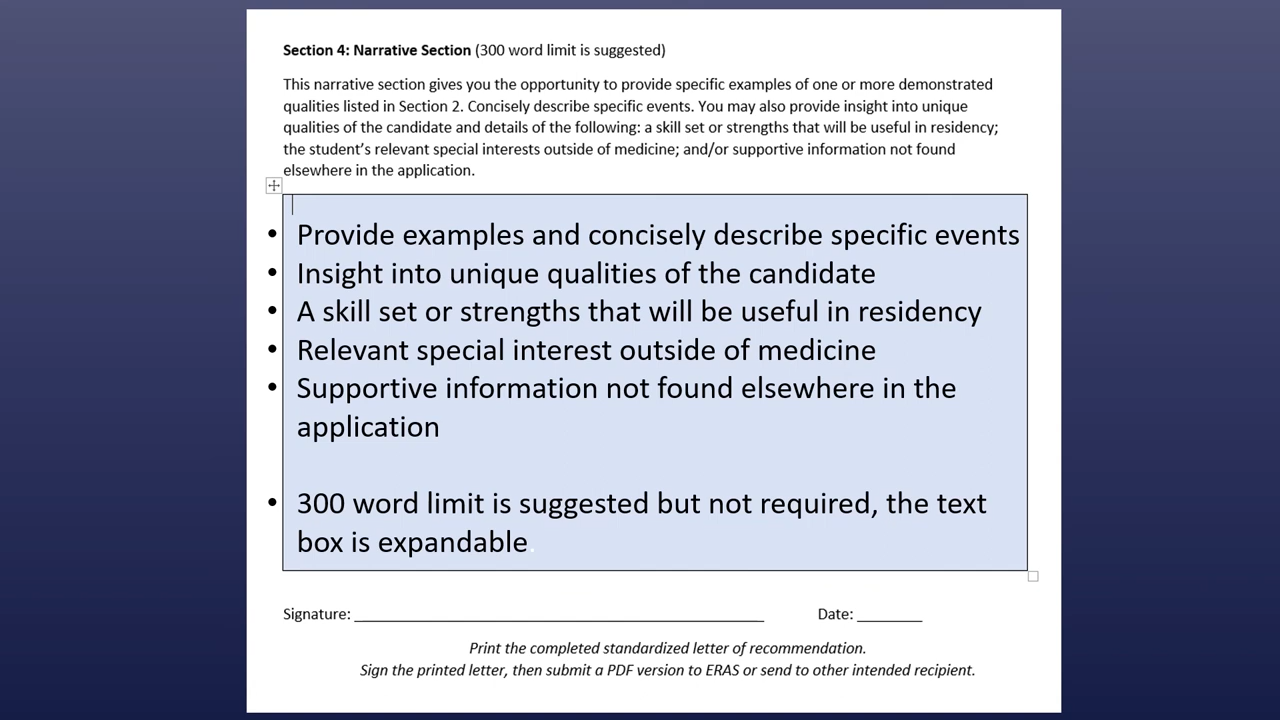 Section 4: Narrative Section (300 word limit is suggested)
This narrative section gives you the opportunity to provide specific examples of one or more demonstrated
qualities listed in Section 2. Concisely describe specific events. You may also provide insight into unique
qualities of the candidate and details of the following: a skill set or strengths that will be useful in residency;
the student's relevant special interests outside of medicine; and/or supportive information not found
elsewhere in the application.
• Provide examples and concisely describe specific events
• Insight into unique qualities of the candidate
• A skill set or strengths that will be useful in residency
• Relevant special interest outside of medicine
• Supportive information not found elsewhere in the
application
• 300 word limit is suggested but not required, the text
box is expandable.
Signature: ______________________ Date: ________
Print the completed standardized letter of recommendation.
Sign the printed letter, then submit a PDF version to ERAS or send to other intended recipient.